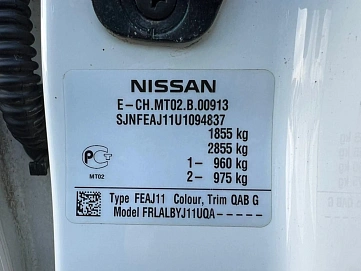 NISSAN
E-CH.MT02.B.00913
SJNFEAJ11U1094837
1855 kg
2855 kg
1- 960 kg
2- 975 kg
MT02
Type FEAJ11 Colour, Trim QAB G
Model FRLALBYJ11UQA-----